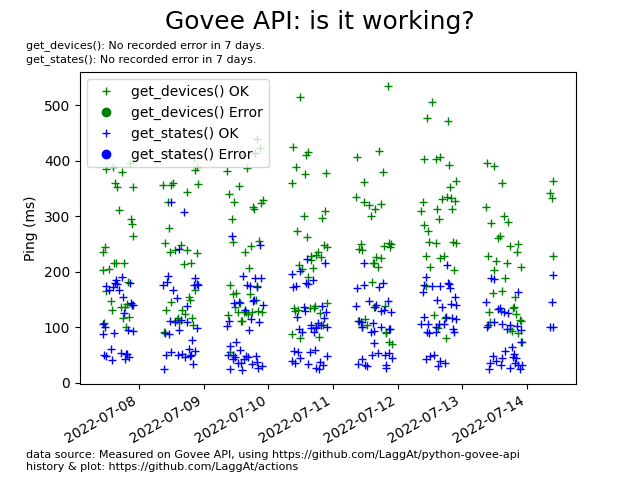 Govee API: is it working?
get_devices(): No recorded error in 7 days.
get_states(): No recorded error in 7 days.
get_devices() OK
get_devices() Error
get_states() OK
get_states() Error
Ping (ms)
500
400
300
200
100
0
2022-07-08
2022-07-09
2022-07-10
2022-07-11
2022-07-12
2022-07-13
2022-07-14
data source: Measured on Govee API, using https://github.com/LaggAt/python-govee-api
history & plot: https://github.com/LaggAt/actions